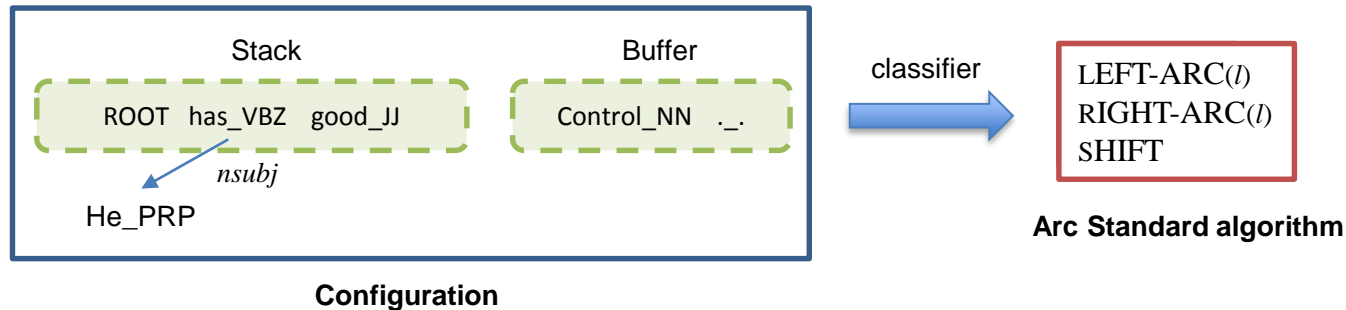 Stack
Buffer
ROOT has_VBZ good_JJ
Control_NN ._.
nsubj
He_PRP
Configuration
classifier
LEFT-ARC(l)
RIGHT-ARC(l)
SHIFT
Arc Standard algorithm